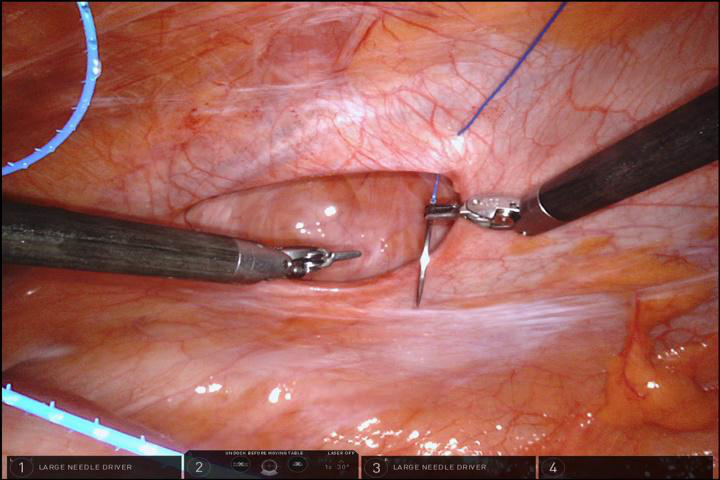 UNDOCK BEFORE MOVING TABLE LASER OFF
1 LARGE NEEDLE DRIVER 2 1x 30° 3 LARGE NEEDLE DRIVER 4